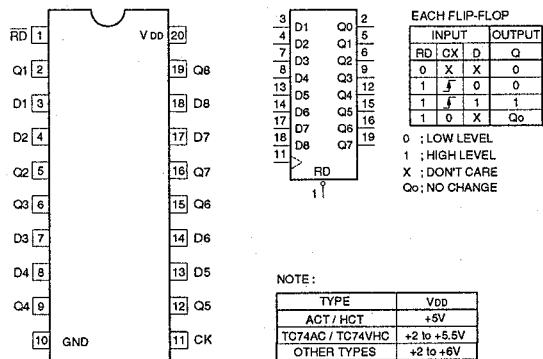 RD 1
VDD 20
Q1 2
19 Q8
D1 3
18 D8
D2 4
17 D7
Q2 5
16 Q7
Q3 6
15 Q6
D3 7
14 D6
D4 8
13 D5
Q4 9
12 Q5
10 GND
11 CK
3 D1 Q0 2
4 D2 Q1 5
7 D3 Q2 6
8 D4 Q3 9
13 D5 Q4 12
14 D6 Q5 15
17 D7 Q6 16
18 D8 Q7 19
11
RD
1
EACH FLIP-FLOP
INPUT OUTPUT
RD CX D Q
0 X X 0
1 0 0
1 1 1
1 0 X Qo
0 ; LOW LEVEL
1 ; HIGH LEVEL
X ; DON'T CARE
Qo; NO CHANGE
NOTE :
TYPE VDD
ACT / HCT +5V
TC74AC / TC74VHC +2 to +5.5V
OTHER TYPES +2 to +6V